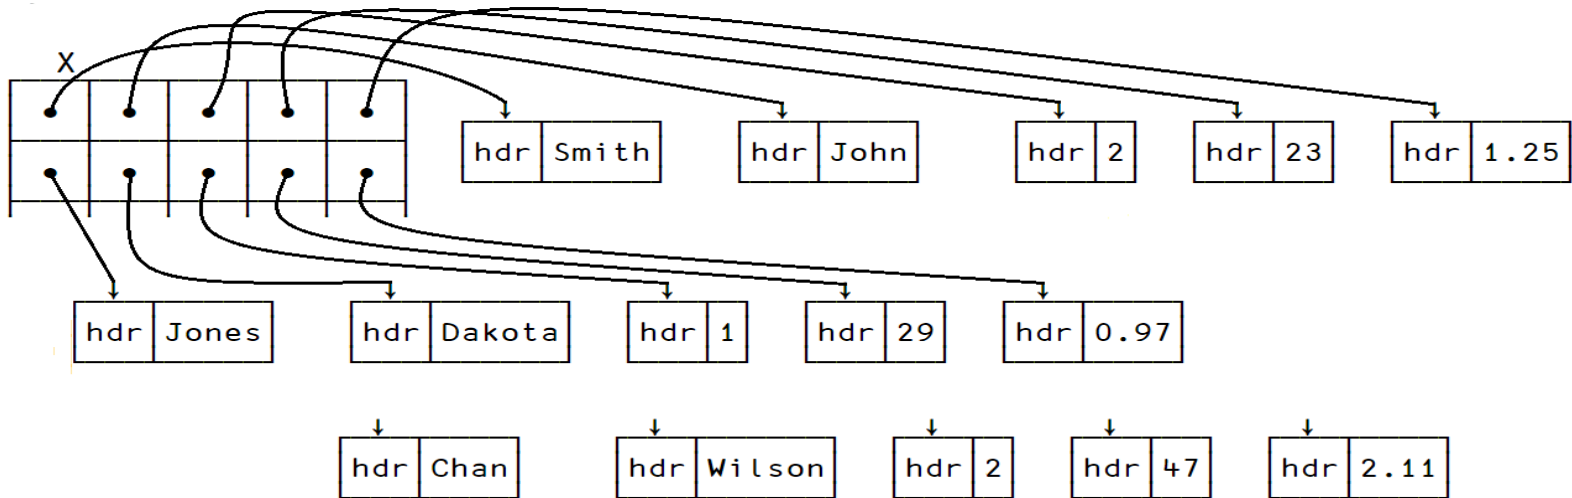 X
hdr Smith hdr John hdr 2 hdr 23 hdr 1.25
hdr Jones hdr Dakota hdr 1 hdr 29 hdr 0.97
hdr Chan hdr Wilson hdr 2 hdr 47 hdr 2.11